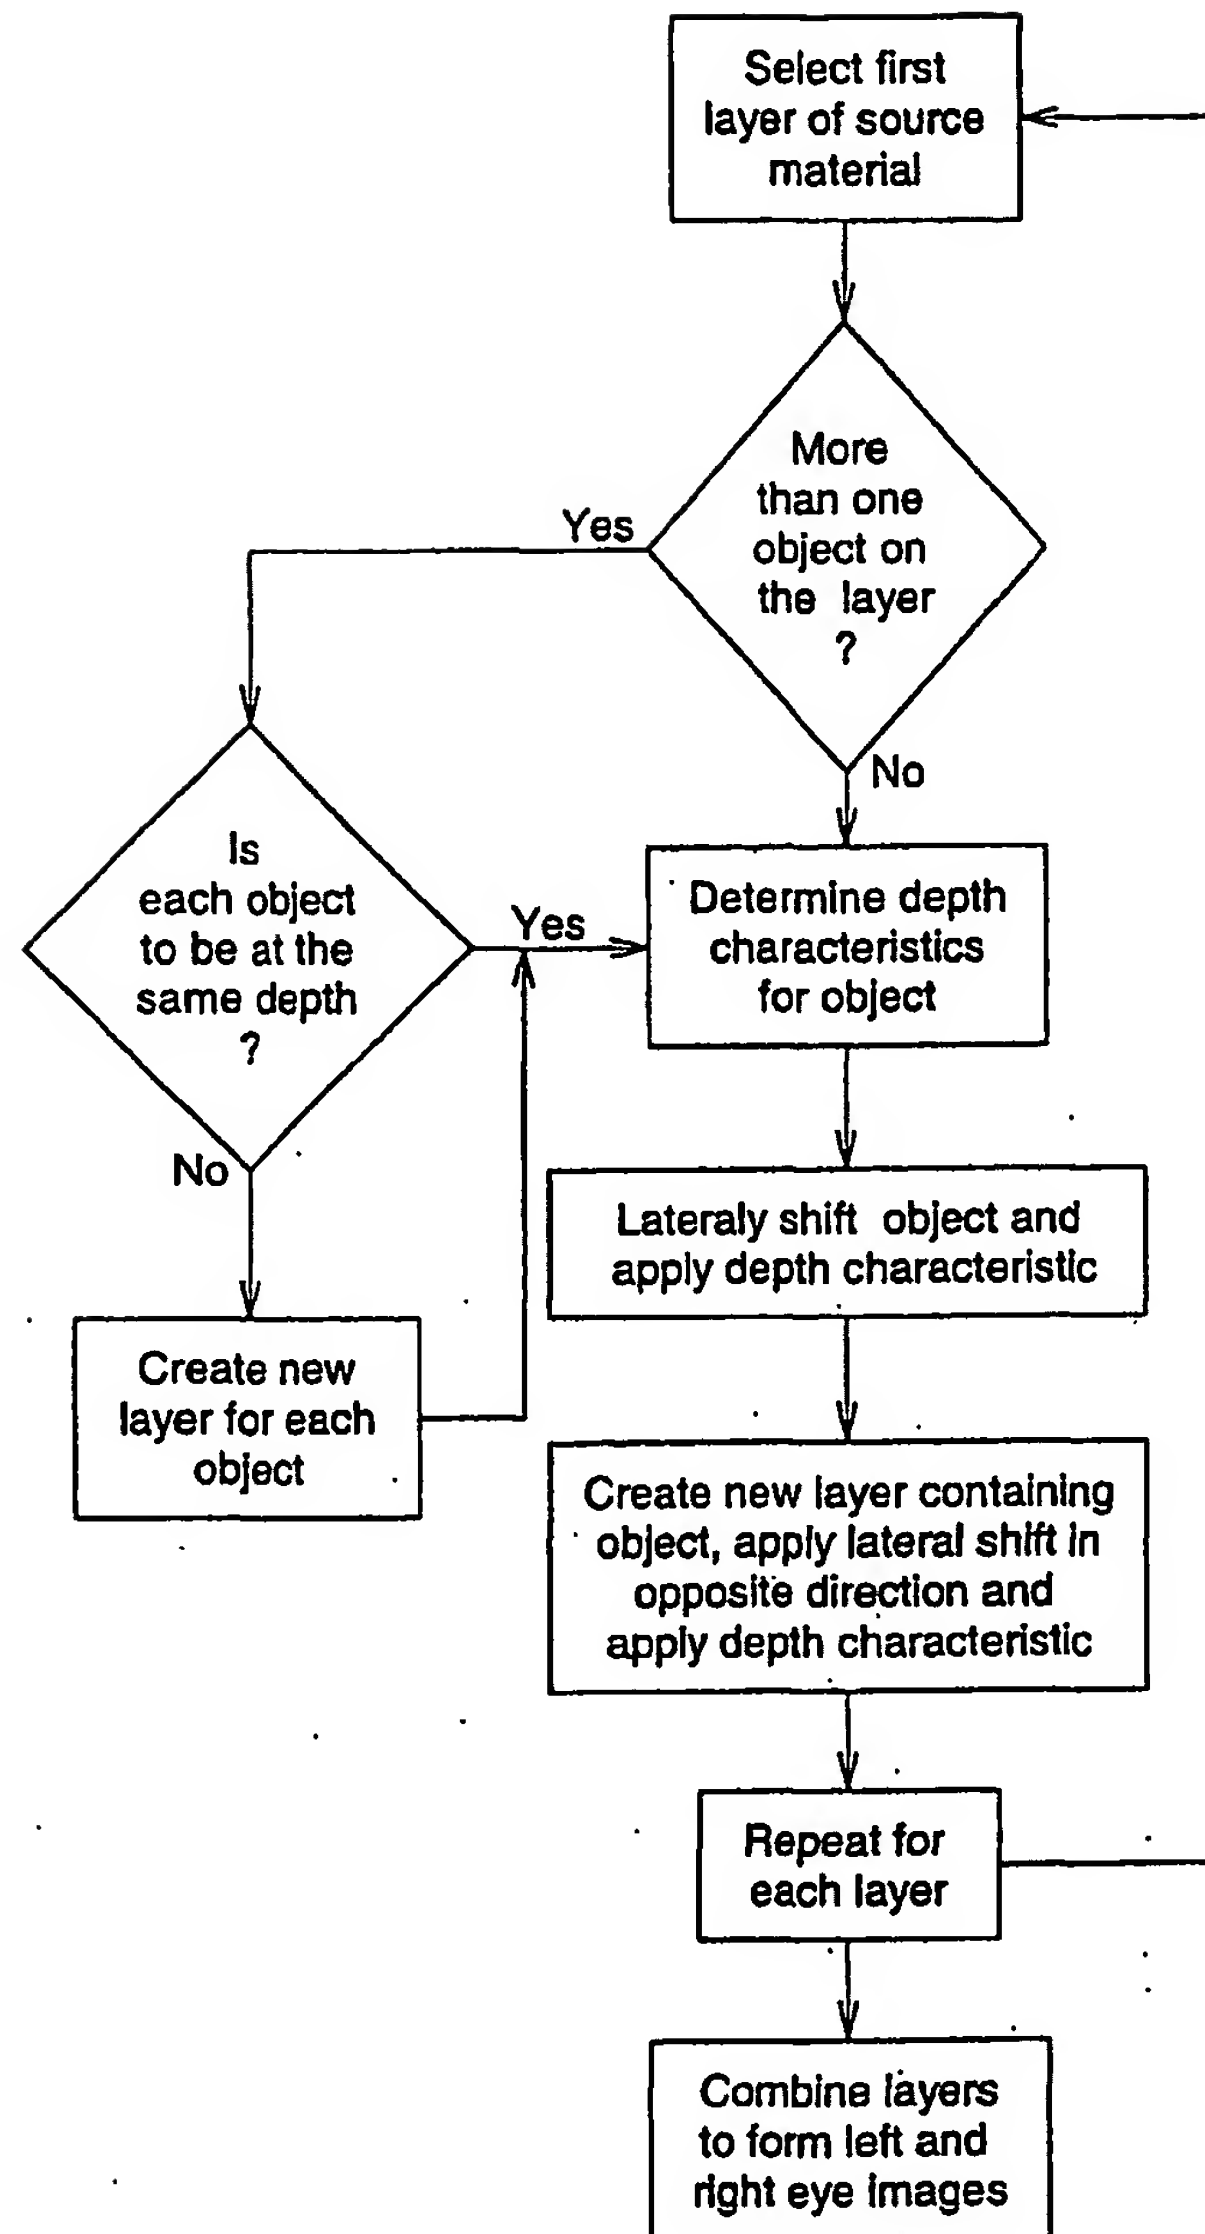 Select first
layer of source
material
More
than one
object on
the layer
?
Yes
No
Is
each object
to be at the
same depth
?
Yes
No
Determine depth
characteristics
for object
Lateraly shift object and
apply depth characteristic
Create new
layer for each
object
Create new layer containing
object, apply lateral shift in
opposite direction and
apply depth characteristic
Repeat for
each layer
Combine layers
to form left and
right eye images